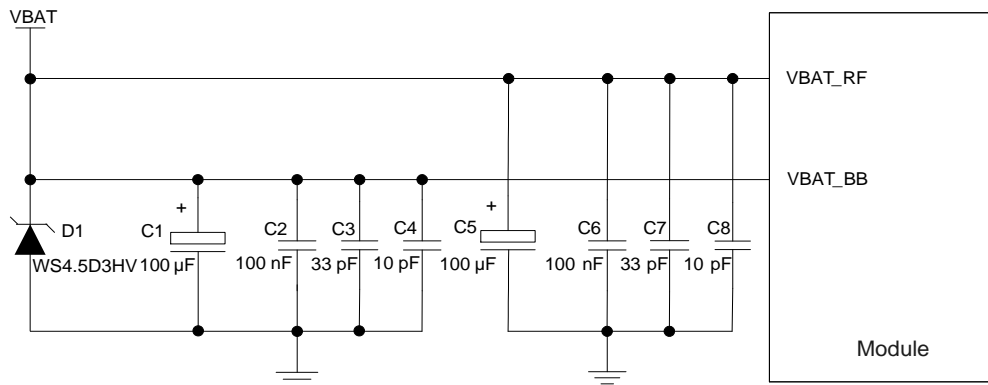 VBAT
VBAT_RF
VBAT_BB
+
+
D1
C1
C2
C3
C4
C5
C6
C7
C8
WS4.5D3HV
100 µF
100 nF
33 pF
10 pF
100 µF
100 nF
33 pF
10 pF
Module